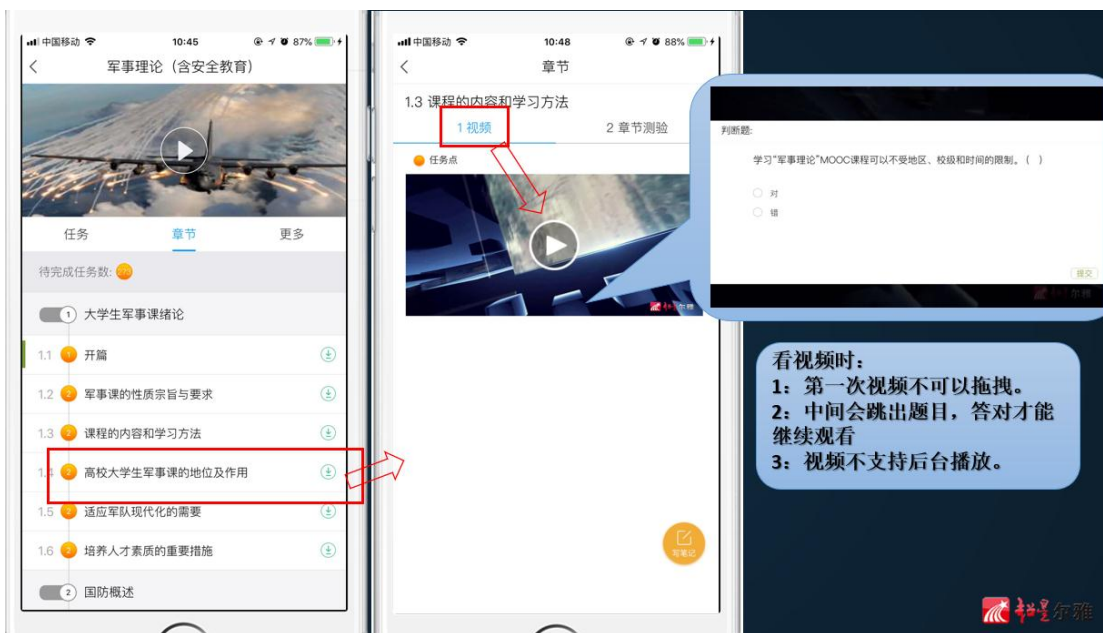 中国移动 10:45 87%
军事理论（含安全教育）
任务 章节 更多
待完成任务数:
1 大学生军事课绪论
1.1 1 开篇
1.2 2 军事课的性质宗旨与要求
1.3 2 课程的内容和学习方法
1.4 2 高校大学生军事课的地位及作用
1.5 2 适应军队现代化的需要
1.6 2 培养人才素质的重要措施
2 国防概述
中国移动 10:48 88%
章节
1.3 课程的内容和学习方法
1 视频 2 章节测验
任务点
写笔记
判断题:
学习"军事理论"MOOC课程可以不受地区、校级和时间的限制。（ ）
对
错
提交
看视频时：
1：第一次视频不可以拖拽。
2：中间会跳出题目，答对才能
继续观看
3：视频不支持后台播放。
超星尔雅